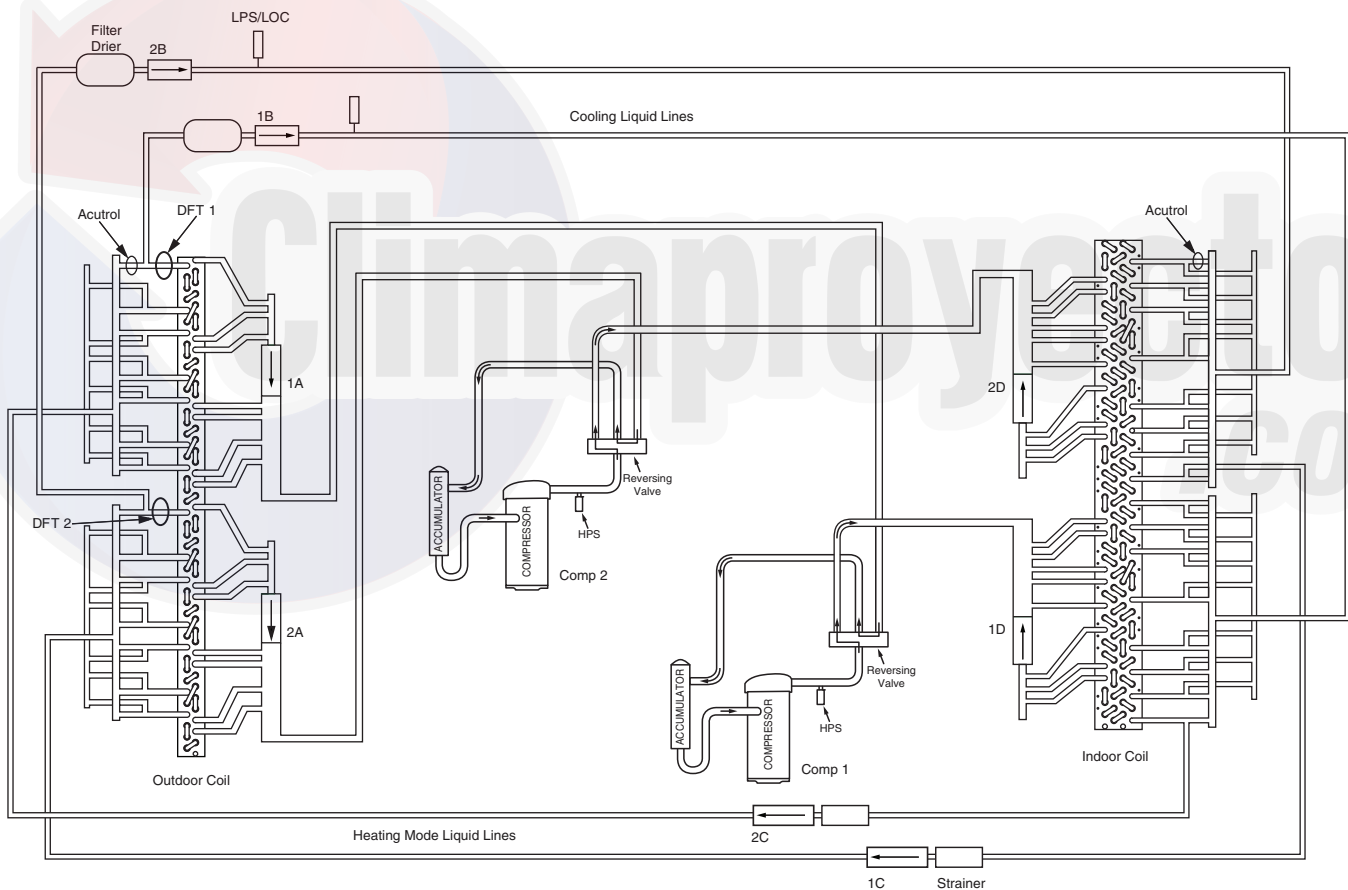 LPS/LOC
Filter
Drier
2B
1B
Cooling Liquid Lines
Acutrol
DFT 1
Acutrol
Climaproyecto
.co
1A
2D
Reversing
Valve
ACCUMULATOR
COMPRESSOR
HPS
DFT 2
Comp 2
2A
1D
Reversing
Valve
ACCUMULATOR
COMPRESSOR
HPS
Outdoor Coil
Comp 1
Indoor Coil
Heating Mode Liquid Lines
2C
1C
Strainer